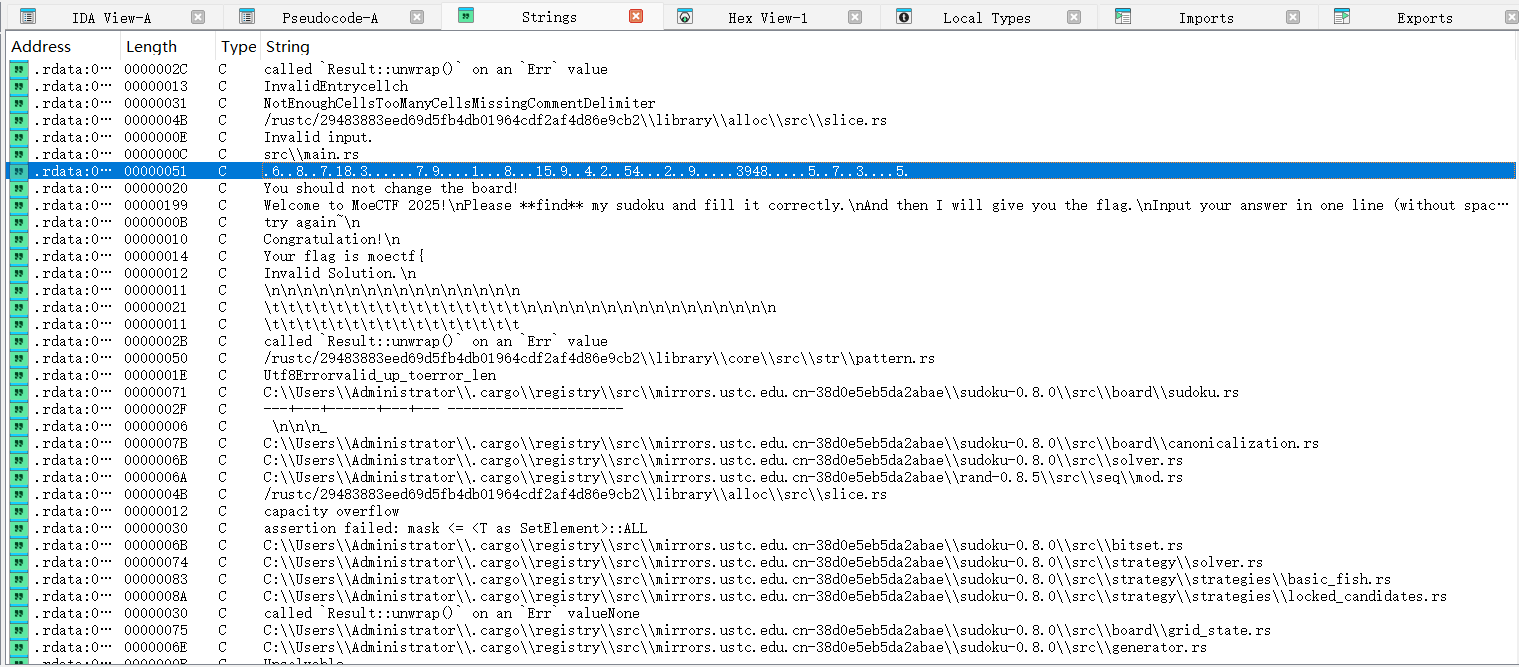 IDA View-A Pseudocode-A Strings Hex View-1 Local Types Imports Exports
Address Length Type String
.rdata:0… 0000002C C called `Result::unwrap()` on an `Err` value
.rdata:0… 00000013 C InvalidEntrycellch
.rdata:0… 00000031 C NotEnoughCellsTooManyCellsMissingCommentDelimiter
.rdata:0… 0000004B C /rustc/29483883eed69d5fb4db01964cdf2af4d86e9cb2\\library\\alloc\\src\\slice.rs
.rdata:0… 0000000E C Invalid input.
.rdata:0… 0000000C C src\\main.rs
.rdata:0… 00000051 C .6..8..7.18.3......7.9....1...8...15.9..4.2..54...2..9.....3948.....5..7..3....5.
.rdata:0… 00000020 C You should not change the board!
.rdata:0… 00000199 C Welcome to MoeCTF 2025!\nPlease **find** my sudoku and fill it correctly.\nAnd then I will give you the flag.\nInput your answer in one line (without spac…
.rdata:0… 0000000B C try again~\n
.rdata:0… 00000010 C Congratulation!\n
.rdata:0… 00000014 C Your flag is moectf{
.rdata:0… 00000012 C Invalid Solution.\n
.rdata:0… 00000011 C \n\n\n\n\n\n\n\n\n\n\n\n\n\n\n\n
.rdata:0… 00000021 C \t\t\t\t\t\t\t\t\t\t\t\t\t\t\t\t\n\n\n\n\n\n\n\n\n\n\n\n\n\n\n\n
.rdata:0… 00000011 C \t\t\t\t\t\t\t\t\t\t\t\t\t\t\t\t
.rdata:0… 0000002B C called `Result::unwrap()` on an `Err` value
.rdata:0… 00000050 C /rustc/29483883eed69d5fb4db01964cdf2af4d86e9cb2\\library\\core\\src\\str\\pattern.rs
.rdata:0… 0000001E C Utf8Errorvalid_up_toerror_len
.rdata:0… 00000071 C C:\\Users\\Administrator\\.cargo\\registry\\src\\mirrors.ustc.edu.cn-38d0e5eb5da2abae\\sudoku-0.8.0\\src\\board\\sudoku.rs
.rdata:0… 0000002F C ---+---+------+---+--- ----------------------
.rdata:0… 00000006 C  \n\n\n_
.rdata:0… 0000007B C C:\\Users\\Administrator\\.cargo\\registry\\src\\mirrors.ustc.edu.cn-38d0e5eb5da2abae\\sudoku-0.8.0\\src\\board\\canonicalization.rs
.rdata:0… 0000006B C C:\\Users\\Administrator\\.cargo\\registry\\src\\mirrors.ustc.edu.cn-38d0e5eb5da2abae\\sudoku-0.8.0\\src\\solver.rs
.rdata:0… 0000006A C C:\\Users\\Administrator\\.cargo\\registry\\src\\mirrors.ustc.edu.cn-38d0e5eb5da2abae\\rand-0.8.5\\src\\seq\\mod.rs
.rdata:0… 0000004B C /rustc/29483883eed69d5fb4db01964cdf2af4d86e9cb2\\library\\alloc\\src\\slice.rs
.rdata:0… 00000012 C capacity overflow
.rdata:0… 00000030 C assertion failed: mask <= <T as SetElement>::ALL
.rdata:0… 0000006B C C:\\Users\\Administrator\\.cargo\\registry\\src\\mirrors.ustc.edu.cn-38d0e5eb5da2abae\\sudoku-0.8.0\\src\\bitset.rs
.rdata:0… 00000074 C C:\\Users\\Administrator\\.cargo\\registry\\src\\mirrors.ustc.edu.cn-38d0e5eb5da2abae\\sudoku-0.8.0\\src\\strategy\\solver.rs
.rdata:0… 00000083 C C:\\Users\\Administrator\\.cargo\\registry\\src\\mirrors.ustc.edu.cn-38d0e5eb5da2abae\\sudoku-0.8.0\\src\\strategy\\strategies\\basic_fish.rs
.rdata:0… 0000008A C C:\\Users\\Administrator\\.cargo\\registry\\src\\mirrors.ustc.edu.cn-38d0e5eb5da2abae\\sudoku-0.8.0\\src\\strategy\\strategies\\locked_candidates.rs
.rdata:0… 00000030 C called `Result::unwrap()` on an `Err` valueNone
.rdata:0… 00000075 C C:\\Users\\Administrator\\.cargo\\registry\\src\\mirrors.ustc.edu.cn-38d0e5eb5da2abae\\sudoku-0.8.0\\src\\board\\grid_state.rs
.rdata:0… 0000006E C C:\\Users\\Administrator\\.cargo\\registry\\src\\mirrors.ustc.edu.cn-38d0e5eb5da2abae\\sudoku-0.8.0\\src\\generator.rs